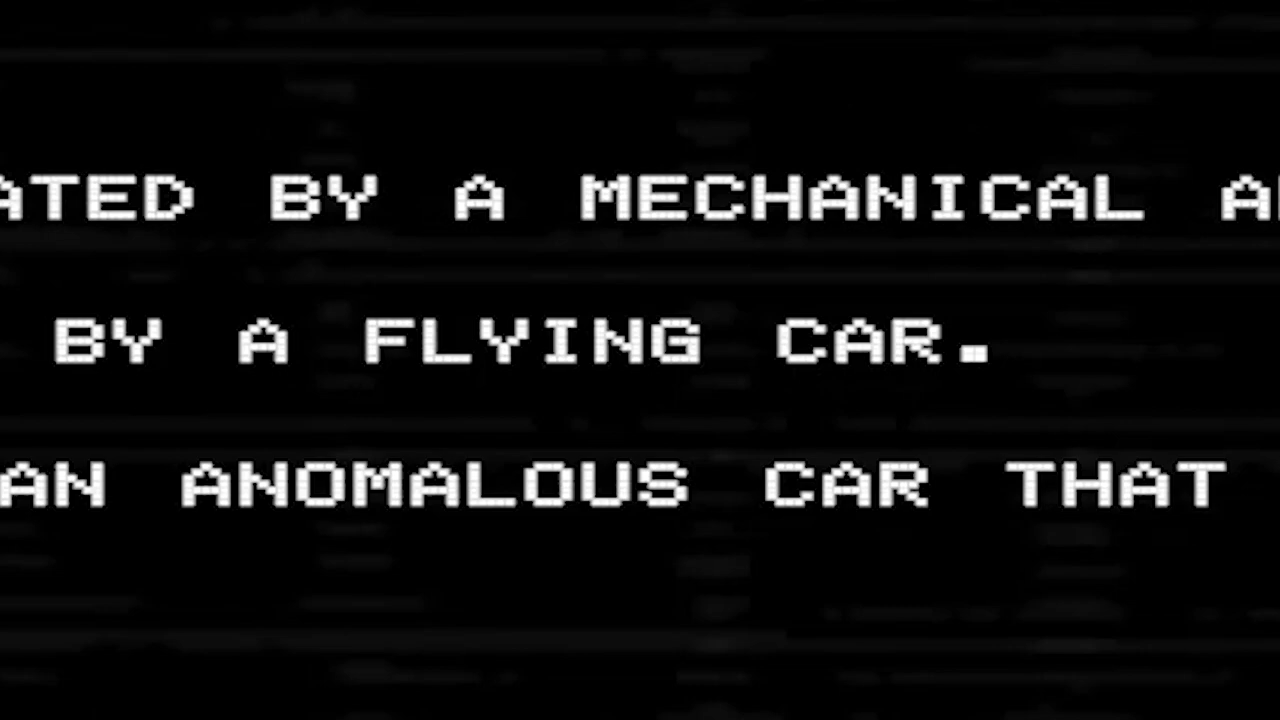 ATED BY A MECHANICAL A
BY A FLYING CAR.
AN ANOMALOUS CAR THAT